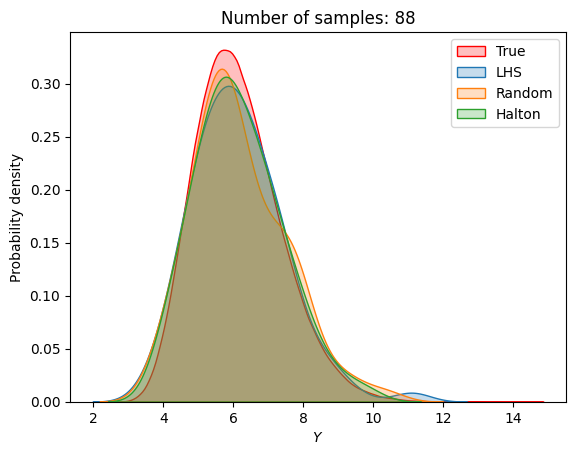 Number of samples: 88
True
LHS
Random
Halton
Probability density
0.30
0.25
0.20
0.15
0.10
0.05
0.00
2 4 6 8 10 12 14
Y